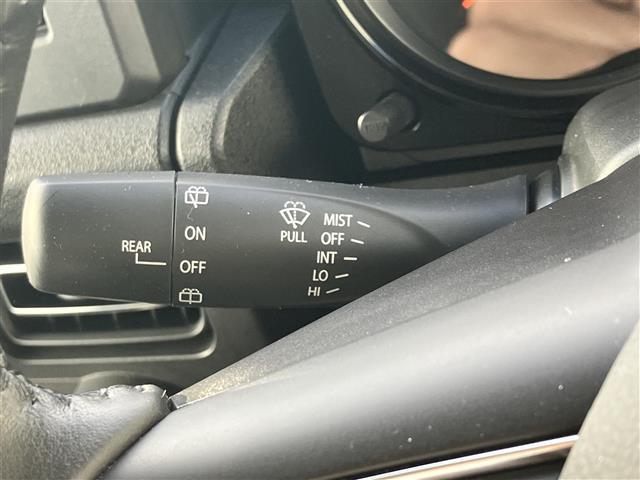 REAR
ON
OFF
PULL
MIST
OFF
INT
LO
HI